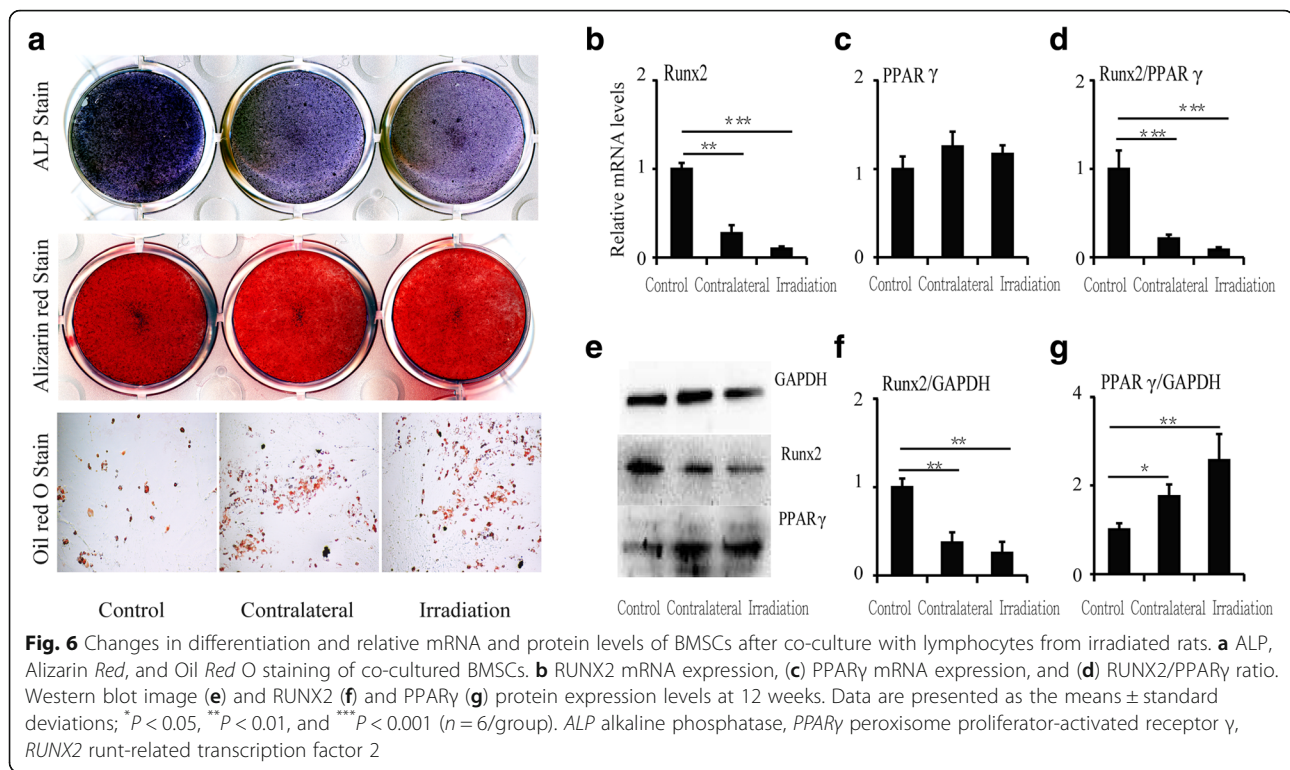 a
ALP Stain
Alizarin red Stain
Oil red O Stain
Control Contralateral Irradiation
b
Runx2
Relative mRNA levels
2
1
0
** ***
Control Contralateral Irradiation
c
PPAR γ
2
1
0
Control Contralateral Irradiation
d
Runx2/PPAR γ
2
1
0
*** ***
Control Contralateral Irradiation
e
GAPDH
Runx2
PPARγ
Control Contralateral Irradiation
f
Runx2/GAPDH
2
1
0
** **
Control Contralateral Irradiation
g
PPAR γ/GAPDH
4
2
0
* **
Control Contralateral Irradiation
Fig. 6 Changes in differentiation and relative mRNA and protein levels of BMSCs after co-culture with lymphocytes from irradiated rats. a ALP,
Alizarin Red, and Oil Red O staining of co-cultured BMSCs. b RUNX2 mRNA expression, (c) PPARγ mRNA expression, and (d) RUNX2/PPARγ ratio.
Western blot image (e) and RUNX2 (f) and PPARγ (g) protein expression levels at 12 weeks. Data are presented as the means ± standard
deviations; *P < 0.05, **P < 0.01, and ***P < 0.001 (n = 6/group). ALP alkaline phosphatase, PPARγ peroxisome proliferator-activated receptor γ,
RUNX2 runt-related transcription factor 2